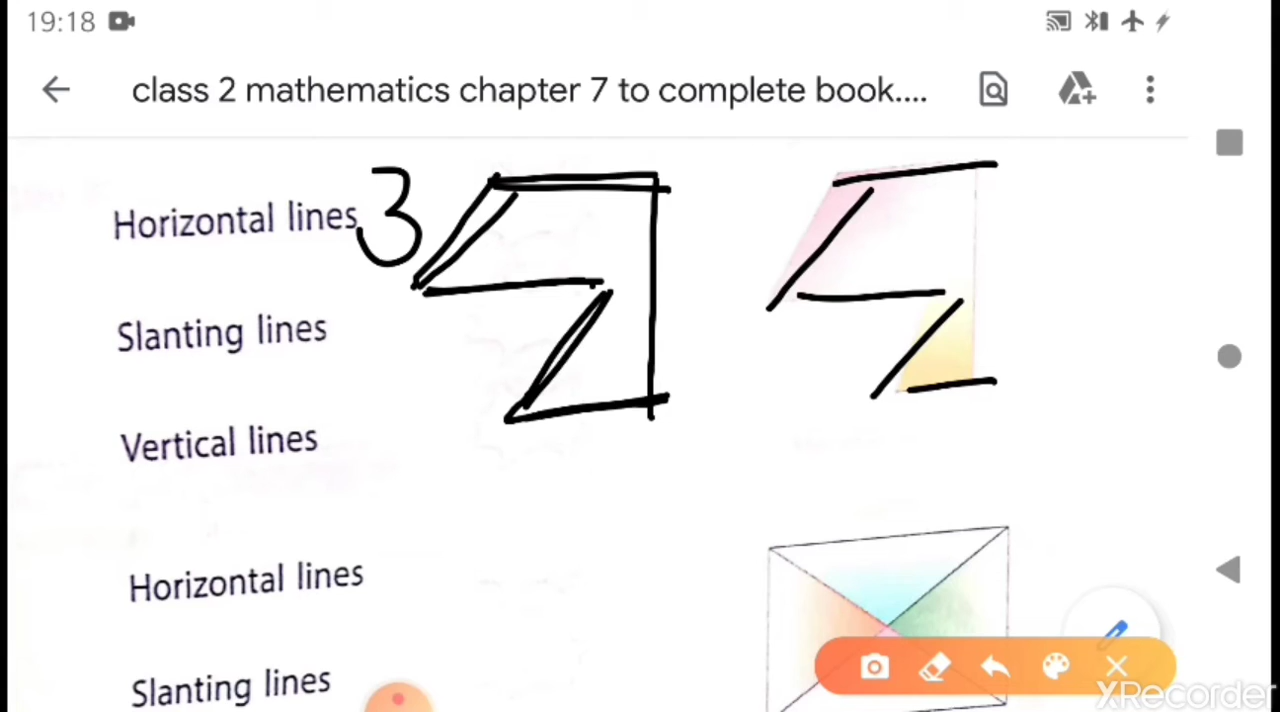 19:18
class 2 mathematics chapter 7 to complete book....
Horizontal lines 3
Slanting lines
Vertical lines
Horizontal lines
Slanting lines
XRecorder